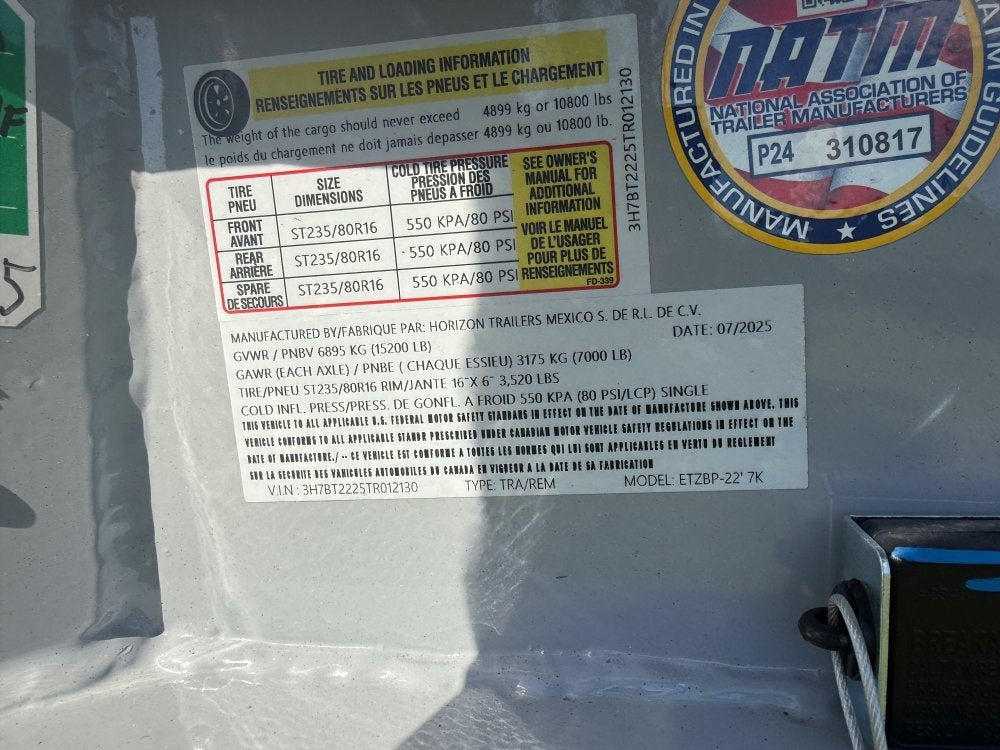 TIRE AND LOADING INFORMATION
RENSEIGNEMENTS SUR LES PNEUS ET LE CHARGEMENT
The weight of the cargo should never exceed 4899 kg or 10800 lbs
le poids du chargement ne doit jamais depasser 4899 kg ou 10800 lb.
TIRE PNEU
SIZE DIMENSIONS
COLD TIRE PRESSURE PRESSION DES PNEUS A FROID
FRONT AVANT
ST235/80R16
550 KPA/80 PSI
REAR ARRIÈRE
ST235/80R16
550 KPA/80 PSI
SPARE DE SECOURS
ST235/80R16
550 KPA/80 PSI
SEE OWNER'S
MANUAL FOR
ADDITIONAL
INFORMATION
VOIR LE MANUEL
DE L'USAGER
POUR PLUS DE
RENSEIGNEMENTS
FD-339
3H7BT2225TR012130
MANUFACTURED BY/FABRIQUE PAR: HORIZON TRAILERS MEXICO S. DE R.L. DE C.V.
GVWR / PNBV 6895 KG (15200 LB) DATE: 07/2025
GAWR (EACH AXLE) / PNBE ( CHAQUE ESSIEU) 3175 KG (7000 LB)
TIRE/PNEU ST235/80R16 RIM/JANTE 16¨X 6¨ 3,520 LBS
COLD INFL. PRESS/PRESS. DE GONFL. A FROID 550 KPA (80 PSI/LCP) SINGLE
THIS VEHICLE TO ALL APPLICABLE U.S. FEDERAL MOTOR SAFETY STANDARS IN EFFECT ON THE DATE OF MANUFACTURE SHOWN ABOVE. THIS
VEHICLE CONFORMS TO ALL APPLICABLE STANDR PRESCRISED UNDER CANADIAN MOTOR VEHICLE SAFETY REGULATIONS IN EFFECT ON THE
DATE OF MANUFACTURE./ -- CE VEHICLE EST CONFORME A TOUTES LES NORMES QUI LUI SONT APPLICABLES EN VERTU DU REGLEMENT
SUR LA SECURITE DES VAHICULES AUTOMOBILES DU CANADA EN VIGUEUR A LA DATE DE SA FABRICATION
V.I.N : 3H7BT2225TR012130 TYPE: TRA/REM MODEL: ETZBP-22' 7K
MANUFACTURED IN
NATM GUIDELINES
NATM
NATIONAL ASSOCIATION OF
TRAILER MANUFACTURERS
P24 310817
MANUFA
5